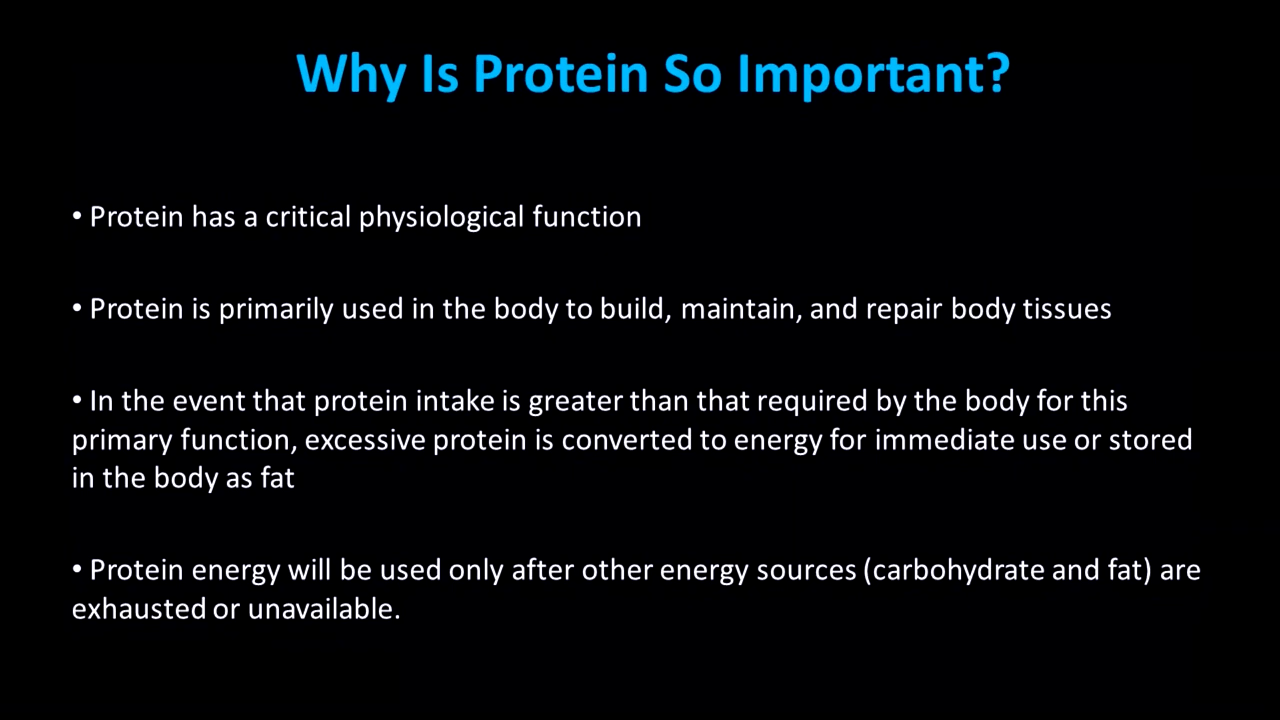 Why Is Protein So Important?
• Protein has a critical physiological function
• Protein is primarily used in the body to build, maintain, and repair body tissues
• In the event that protein intake is greater than that required by the body for this
primary function, excessive protein is converted to energy for immediate use or stored
in the body as fat
• Protein energy will be used only after other energy sources (carbohydrate and fat) are
exhausted or unavailable.